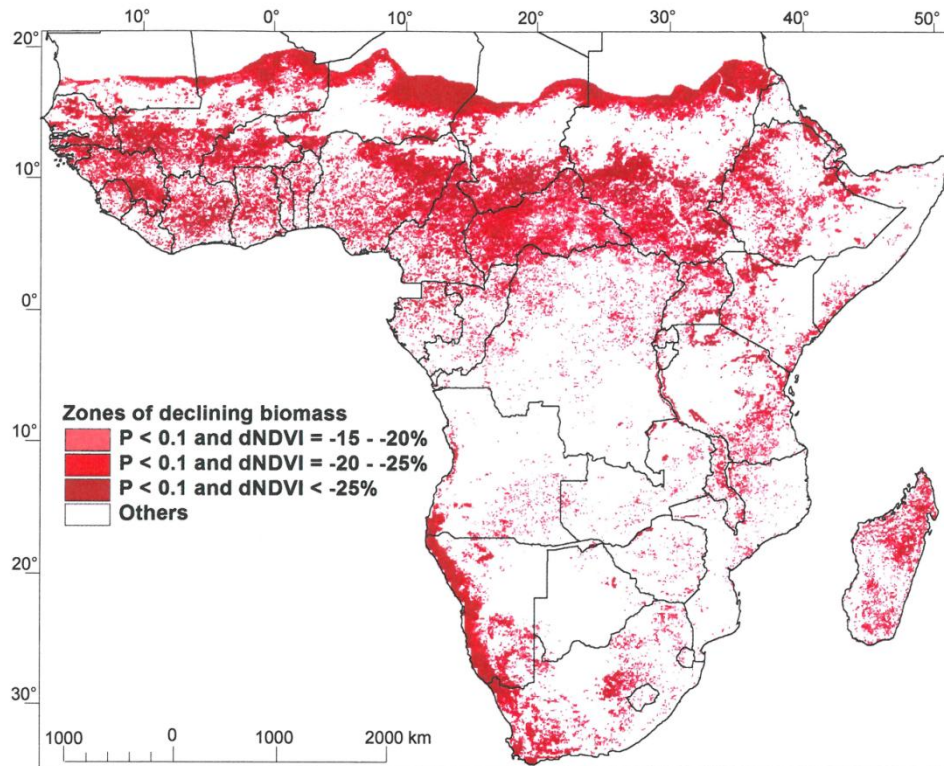 10° 0° 10° 20° 30° 40° 50°
20°
10°
0°
10°
20°
30°
Zones of declining biomass
P < 0.1 and dNDVI = -15 - -20%
P < 0.1 and dNDVI = -20 - -25%
P < 0.1 and dNDVI < -25%
Others
1000 0 1000 2000 km